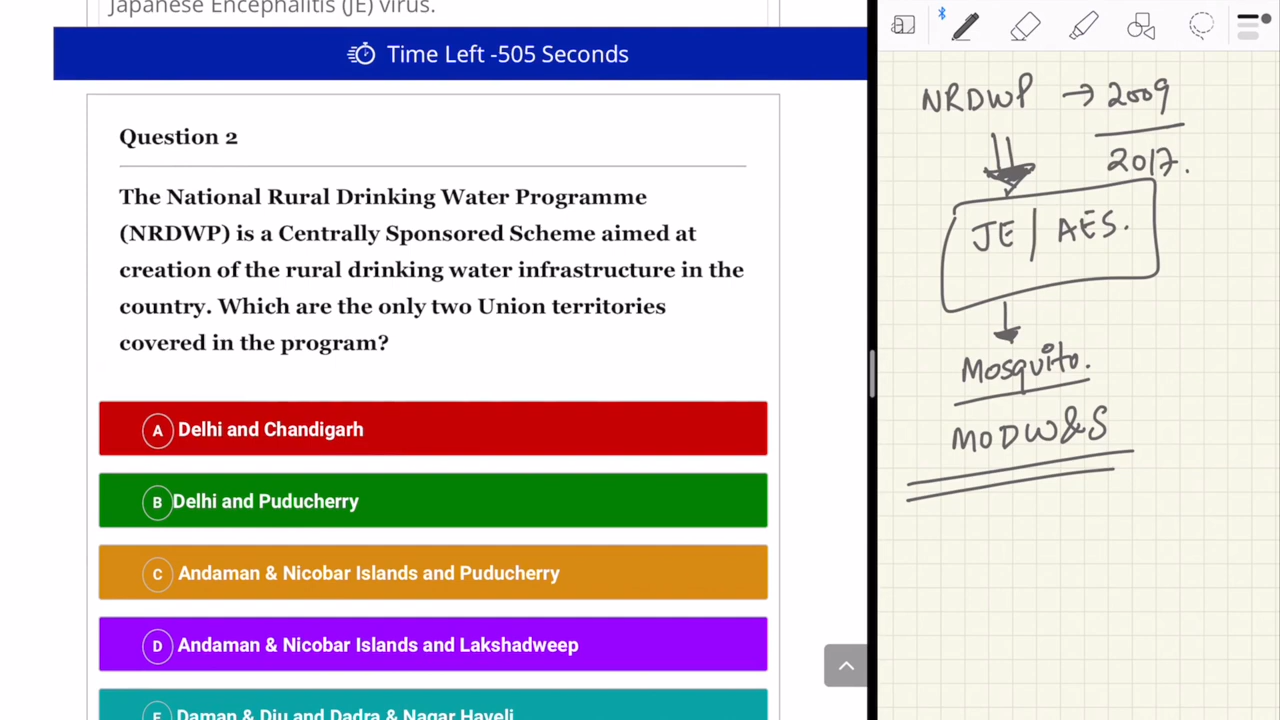 Japanese Encephalitis (JE) virus.
Time Left -505 Seconds
Question 2
The National Rural Drinking Water Programme
(NRDWP) is a Centrally Sponsored Scheme aimed at
creation of the rural drinking water infrastructure in the
country. Which are the only two Union territories
covered in the program?
A Delhi and Chandigarh
B Delhi and Puducherry
C Andaman & Nicobar Islands and Puducherry
D Andaman & Nicobar Islands and Lakshadweep
E Daman & Diu and Dadra & Nagar Haveli
NRDWP → 2009
2017.
JE | AES.
Mosquito.
MODW&S